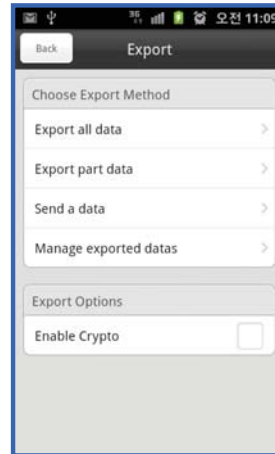 3G 오전 11:09
Back Export
Choose Export Method
Export all data
Export part data
Send a data
Manage exported datas
Export Options
Enable Crypto